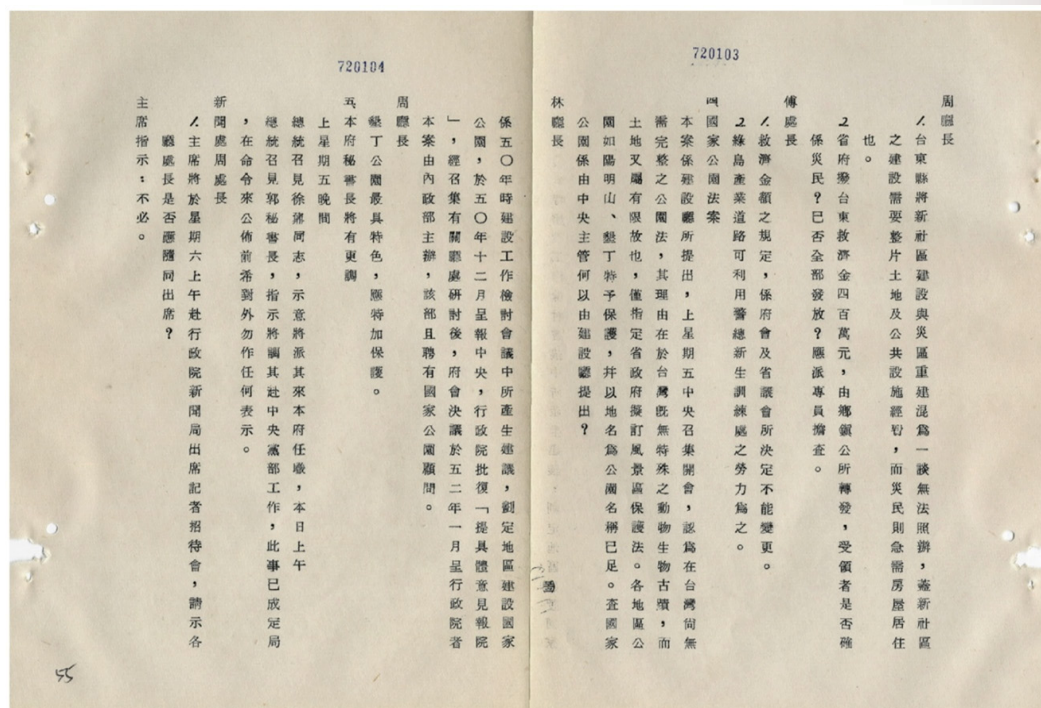 720103
周廳長
1.台東縣將新社區建設與災區重建混爲一談無法照辦，蓋新社區
之建設需要整片土地及公共設施經費，而災民則急需房屋居住
也。
2.省府撥台東救濟金四百萬元，由鄉鎮公所轉發，受領者是否確
係災民？已否全部發放？應派專員擔查。
傅處長
1.救濟金額之規定，係府會及省議會所決定不能變更。
2.綠島產業道路可利用警總新生訓練處之勞力爲之。
四、國家公園法案
本案係建設廳所提出，上星期五中央召集開會，認爲在台灣尚無
需完整之公園法，其理由在於台灣旣無特殊之動物生物古蹟，而
土地又屬有限故也，僅指定省政府擬訂風景區保護法。各地區公
園如陽明山、墾丁特予保護，幷以地名爲公園名稱已足。查國家
公園係由中央主管何以由建設廳提出？
林廳長
720104
係五〇年時建設工作檢討會議中所產生建議，劃定地區建設國家
公園，於五〇年十二月呈報中央，行政院批復「提具體意見報院
」，經召集有關廳處研討後，府會決議於五二年一月呈行政院者
本案由內政部主辦，該部且聘有國家公園顧問。
周廳長
墾丁公園最具特色，應特加保護。
五、本府秘書長將有更調
上星期五晚間
總統召見徐鼐同志，示意將派其來本府任職，本日上午
總統召見郭秘書長，指示將調其赴中央黨部工作，此事已成定局
，在命令來公佈前希對外勿作任何表示。
新聞處周處長
1.主席將於星期六上午赴行政院新聞局出席記者招待會，請示各
廳處長是否應隨同出席？
主席指示：不必。
55